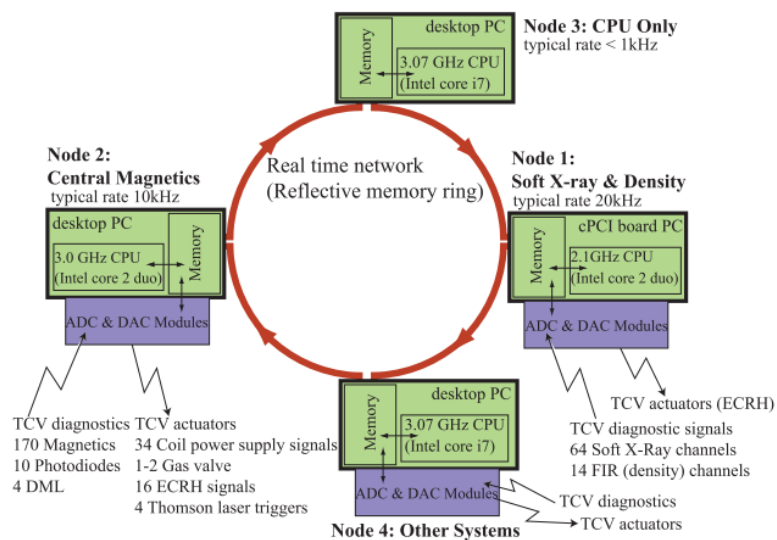 Node 3: CPU Only
typical rate < 1kHz
desktop PC
Memory
3.07 GHz CPU
(Intel core i7)
Real time network
(Reflective memory ring)
Node 2:
Central Magnetics
typical rate 10kHz
desktop PC
3.0 GHz CPU
(Intel core 2 duo)
Memory
ADC & DAC Modules
TCV diagnostics
170 Magnetics
10 Photodiodes
4 DML
TCV actuators
34 Coil power supply signals
1-2 Gas valve
16 ECRH signals
4 Thomson laser triggers
Node 1:
Soft X-ray & Density
typical rate 20kHz
cPCI board PC
Memory
2.1GHz CPU
(Intel core 2 duo)
ADC & DAC Modules
TCV actuators (ECRH)
TCV diagnostic signals
64 Soft X-Ray channels
14 FIR (density) channels
desktop PC
Memory
3.07 GHz CPU
(Intel core i7)
ADC & DAC Modules
TCV diagnostics
TCV actuators
Node 4: Other Systems